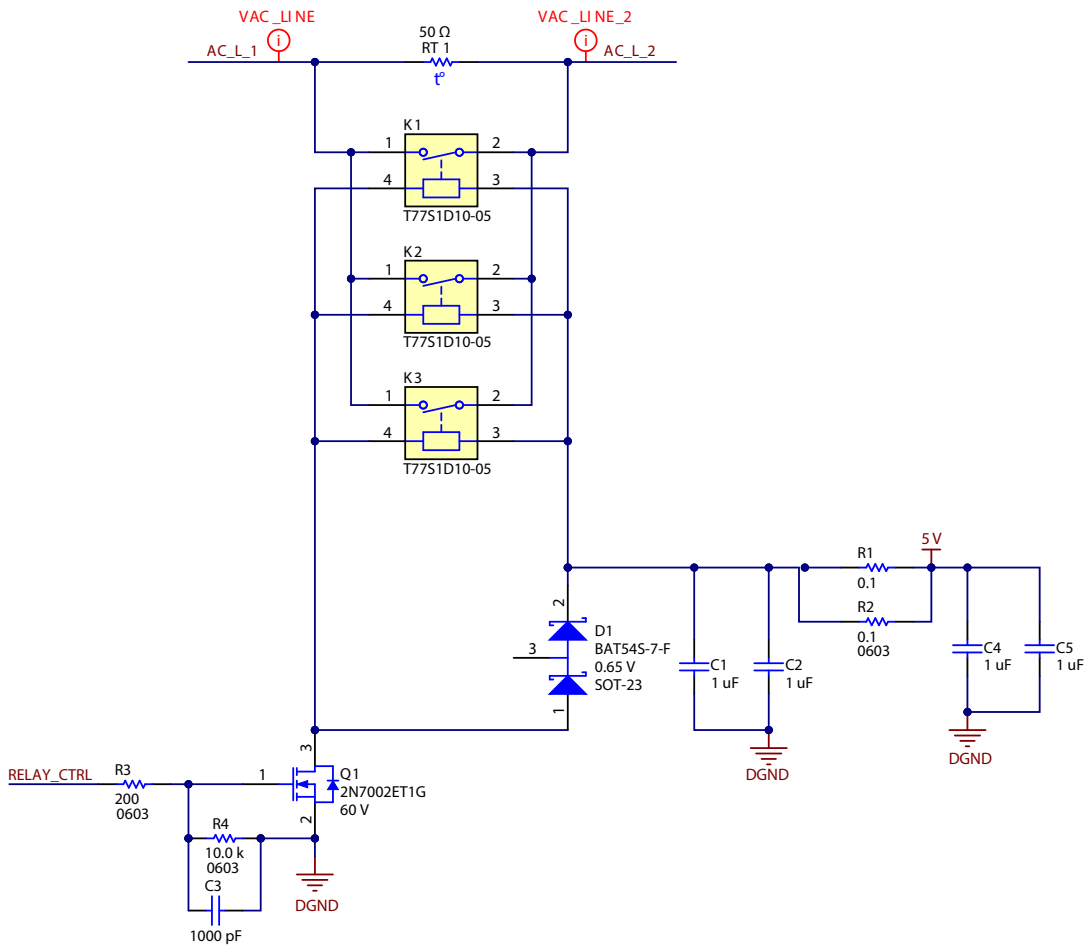 VAC_LINE
VAC_LINE_2
50 Ω
RT 1
t°
AC_L_1
AC_L_2
i
i
K1
1
2
4
3
T77S1D10-05
K2
1
2
4
3
T77S1D10-05
K3
1
2
4
3
T77S1D10-05
5 V
R1
0.1
R2
0.1
0603
2
D1
BAT54S-7-F
0.65 V
SOT-23
3
1
C1
1 uF
C2
1 uF
C4
1 uF
C5
1 uF
DGND
DGND
RELAY_CTRL
R3
200
0603
1
3
Q1
2N7002ET1G
60 V
2
R4
10.0 k
0603
C3
1000 pF
DGND